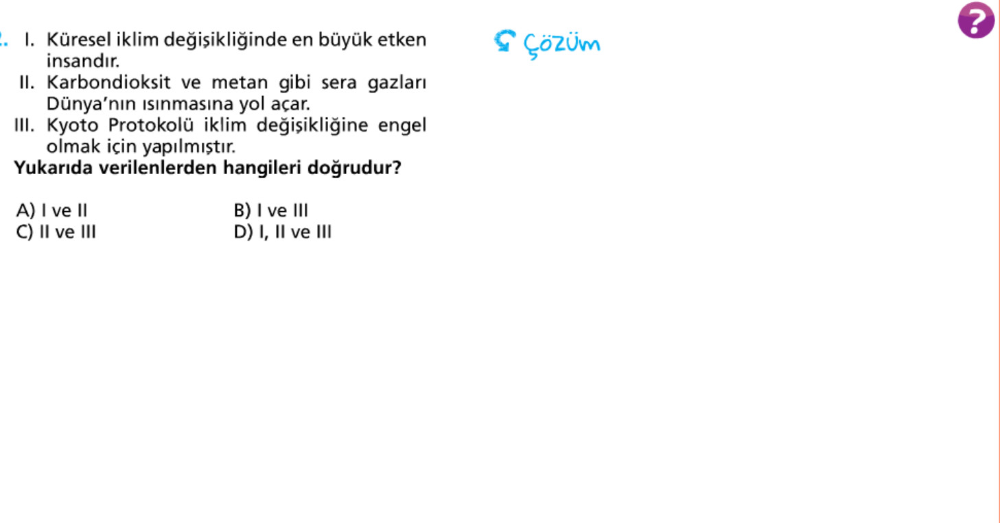 2. I. Küresel iklim değişikliğinde en büyük etken
insandır.
II. Karbondioksit ve metan gibi sera gazları
Dünya’nın ısınmasına yol açar.
III. Kyoto Protokolü iklim değişikliğine engel
olmak için yapılmıştır.
Yukarıda verilenlerden hangileri doğrudur?
A) I ve II B) I ve III
C) II ve III D) I, II ve III
Çözüm
?